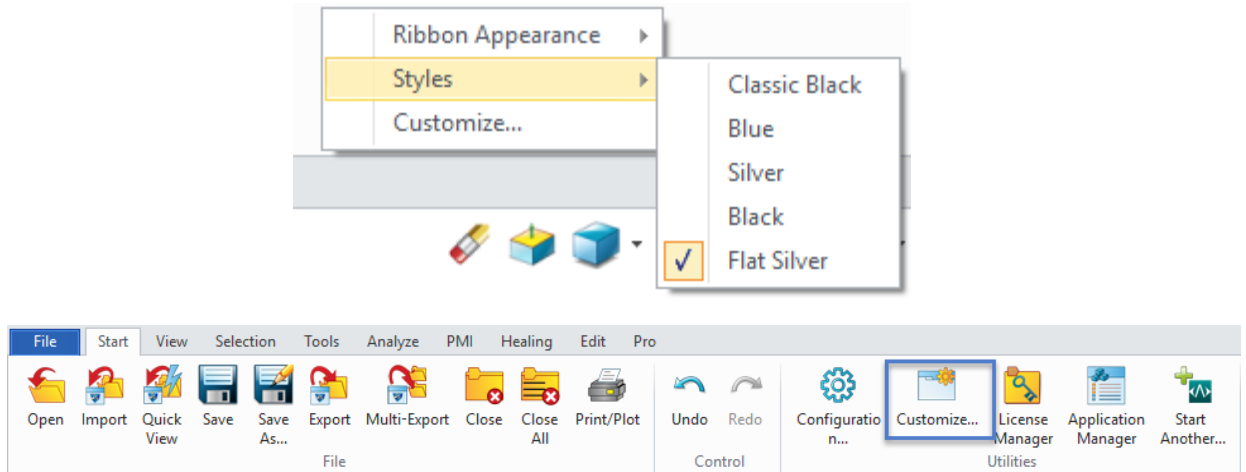 Ribbon Appearance
Styles
Customize...
Classic Black
Blue
Silver
Black
Flat Silver
File Start View Selection Tools Analyze PMI Healing Edit Pro
Open Import Quick Save Save Export Multi-Export Close Close Print/Plot Undo Redo Configuratio Customize... License Application Start
View As... All n... Manager Manager Another...
File Control Utilities